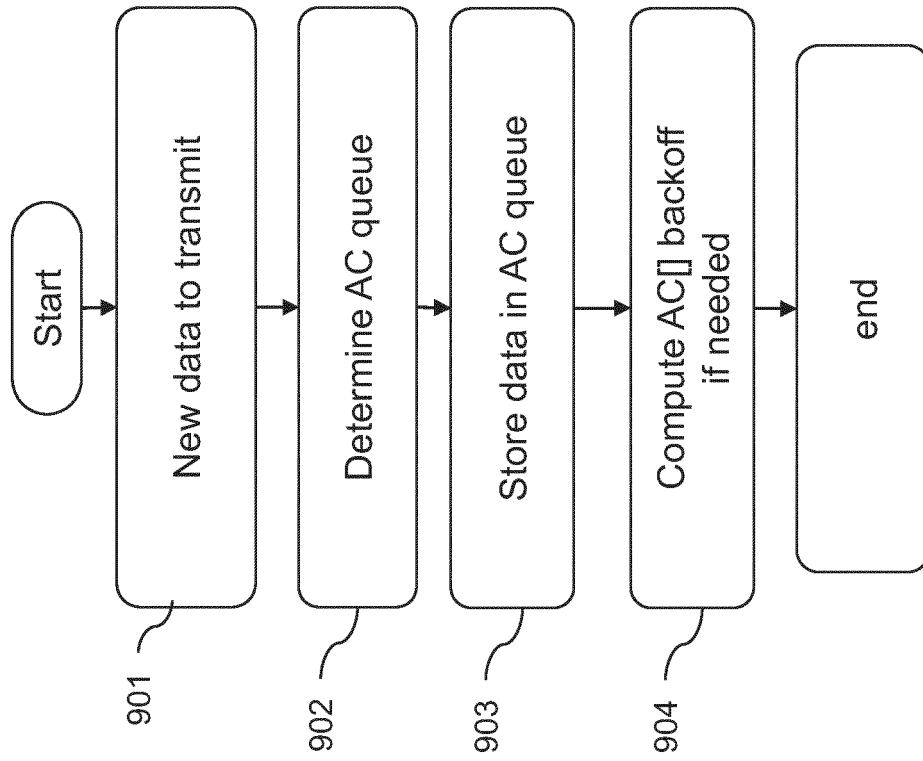 Start
901
New data to transmit
902
Determine AC queue
903
Store data in AC queue
904
Compute AC[] backoff
if needed
end